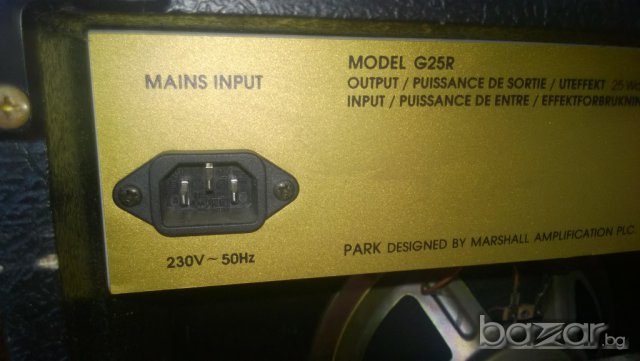 MAINS INPUT
230V ~ 50Hz
MODEL G25R
OUTPUT / PUISSANCE DE SORTIE / UTEFFEKT 25
INPUT / PUISSANCE DE ENTRE / EFFEKTFORBRUKNIN
PARK DESIGNED BY MARSHALL AMPLIFICATION PLC
bazar.bg